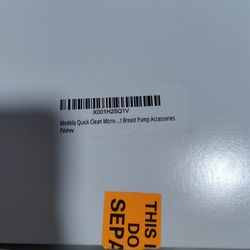 X001H2SQ1V
Medela Quick Clean Micro-...t Breast Pump Accessories
New
THIS I
DO
SEPA